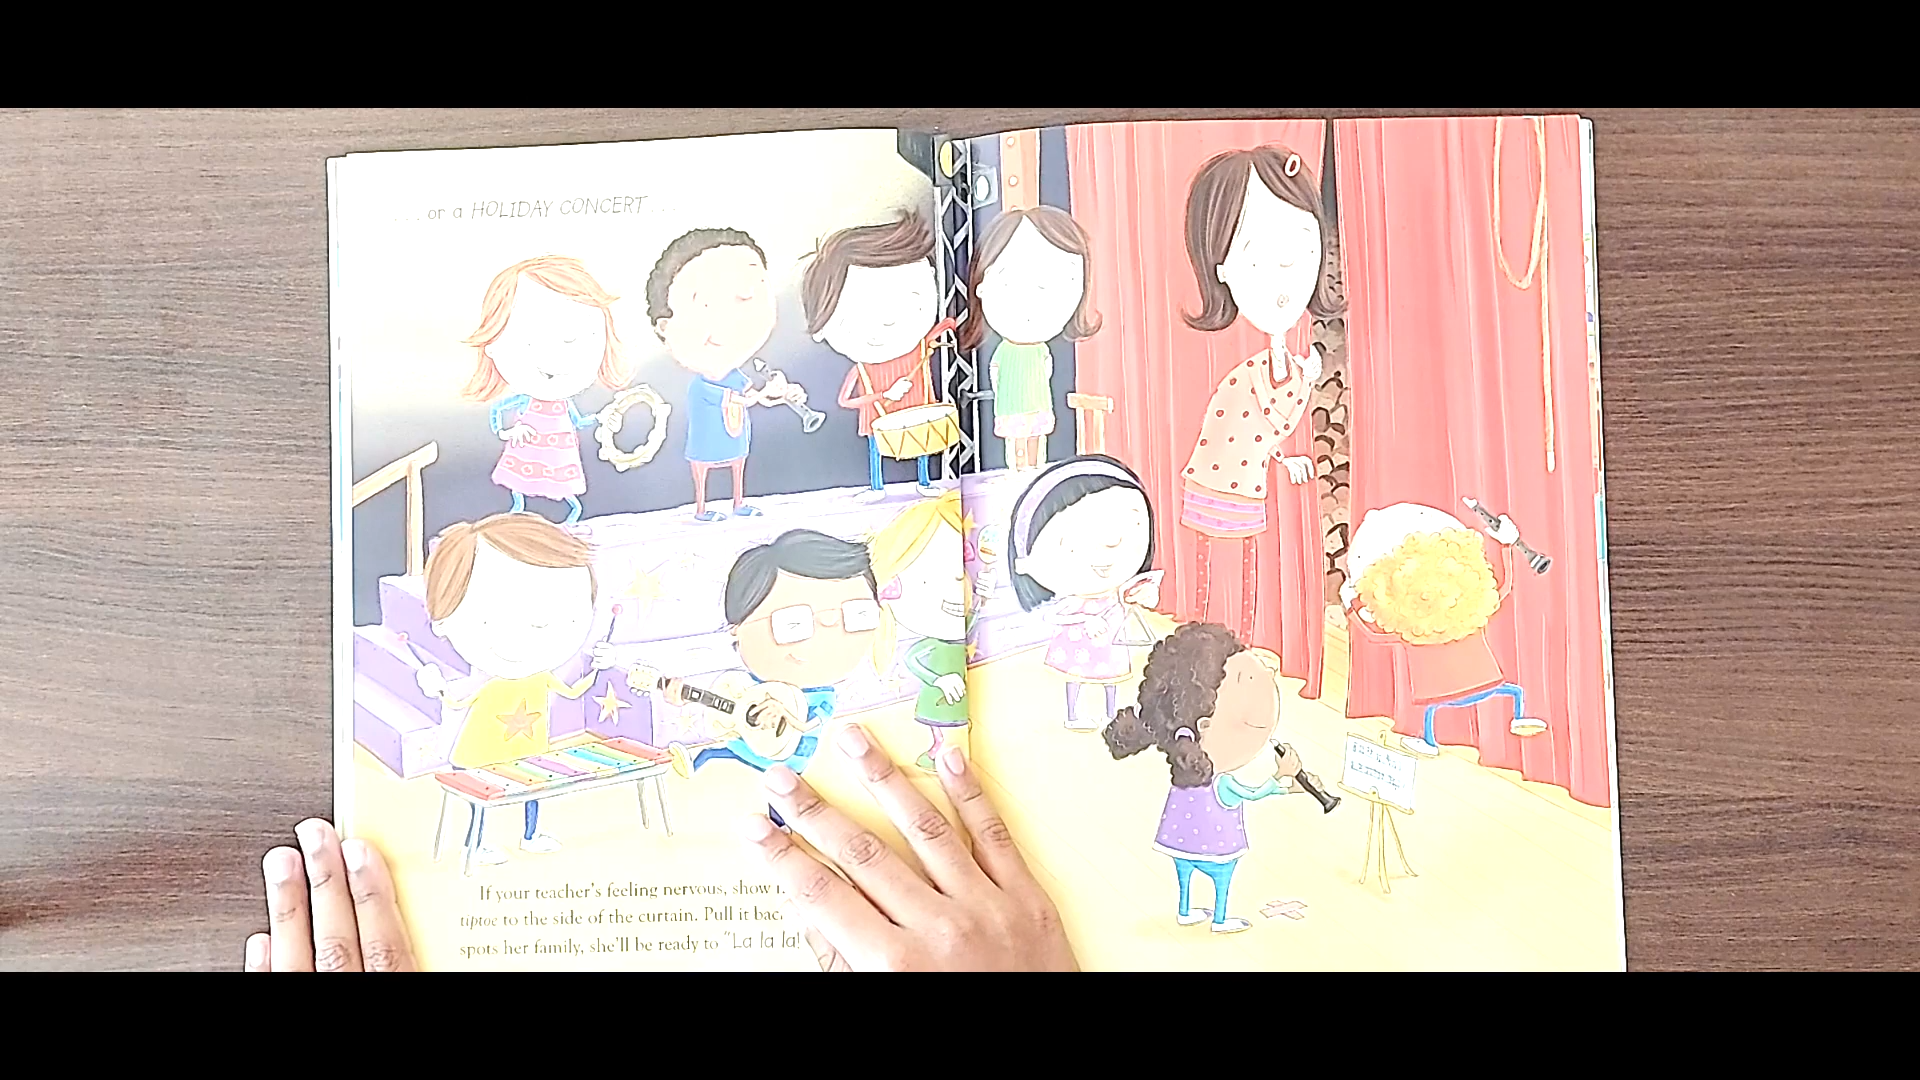 . . . or a HOLIDAY CONCERT . . .
If your teacher's feeling nervous, show
tiptoe to the side of the curtain. Pull it
spots her family, she'll be ready to "La la la!